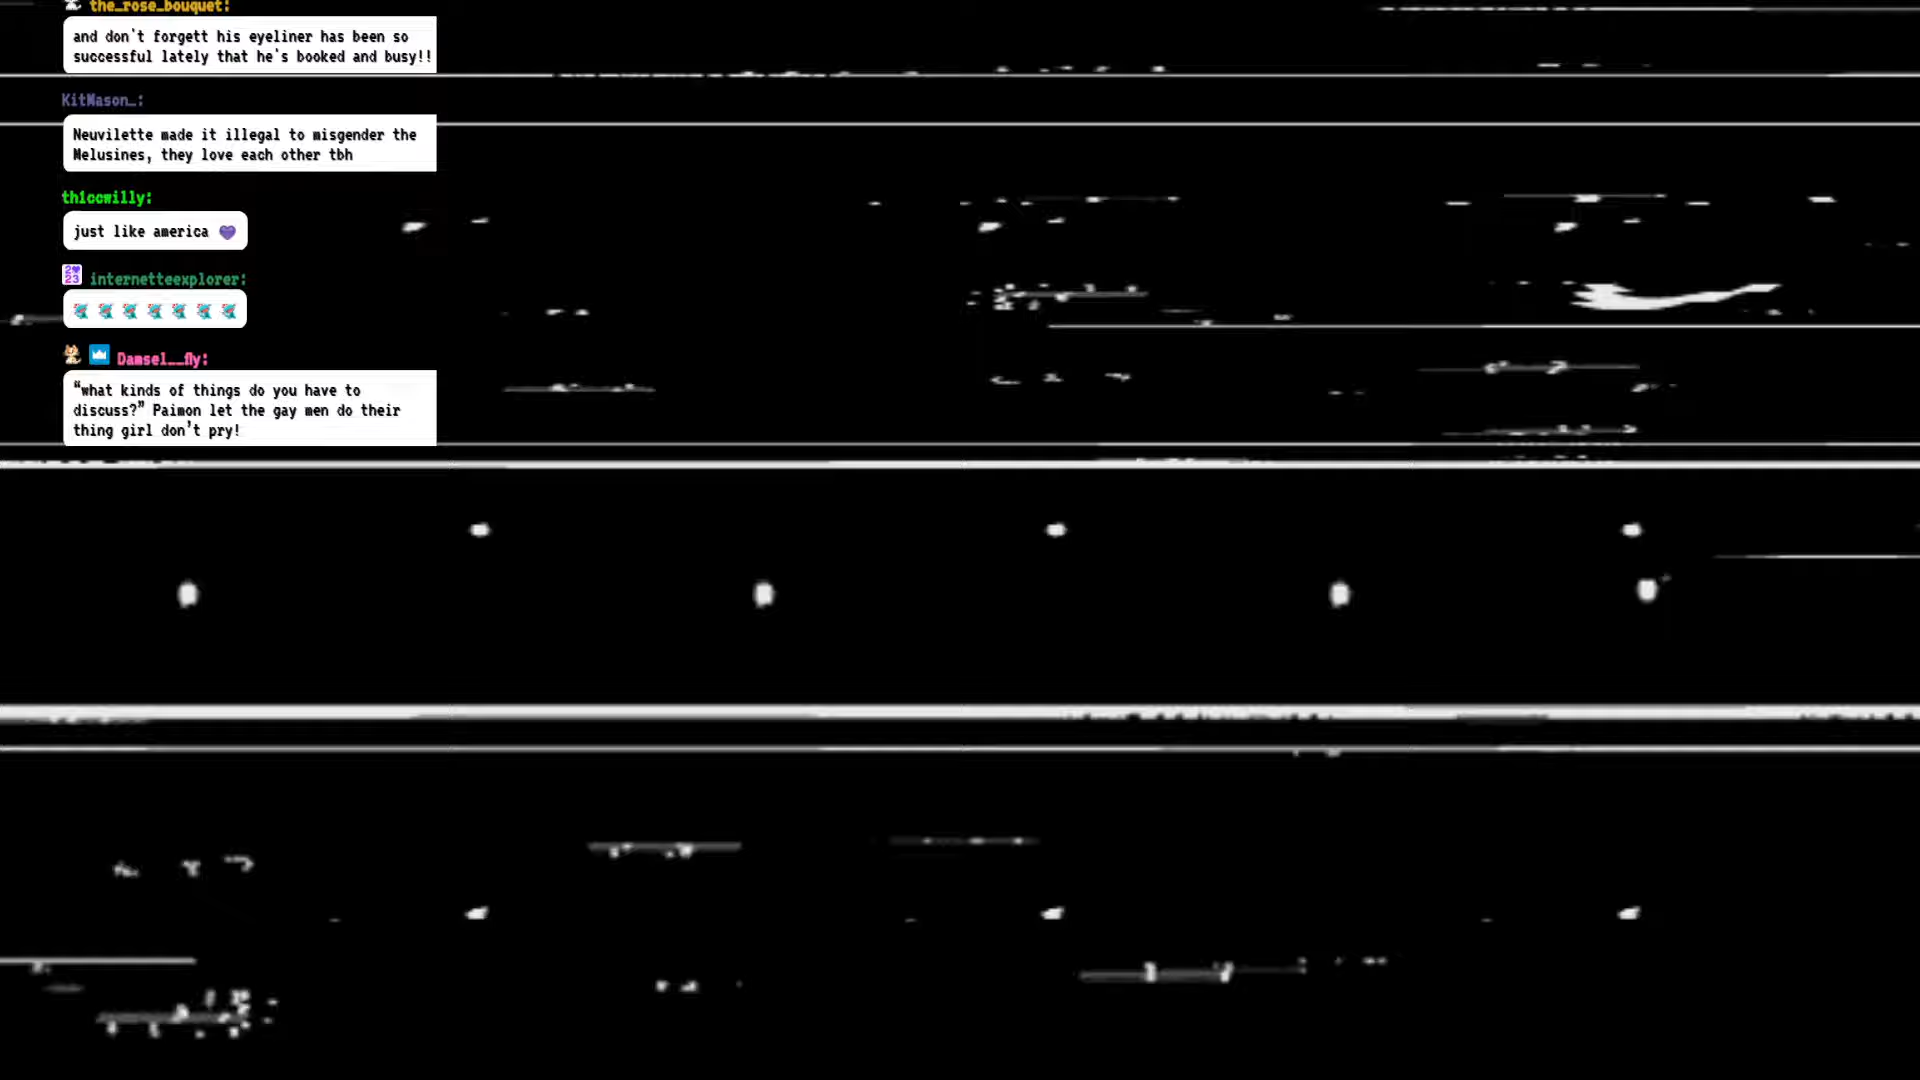 the_rose_bouquet:
and don't forgett his eyeliner has been so
successful lately that he's booked and busy!!
KitMason_:
Neuvilette made it illegal to misgender the
Melusines, they love each other tbh
th1ccwilly:
just like america 💜
internetteexplorer:
Damsel__fly:
“what kinds of things do you have to
discuss?” Paimon let the gay men do their
thing girl don’t pry!